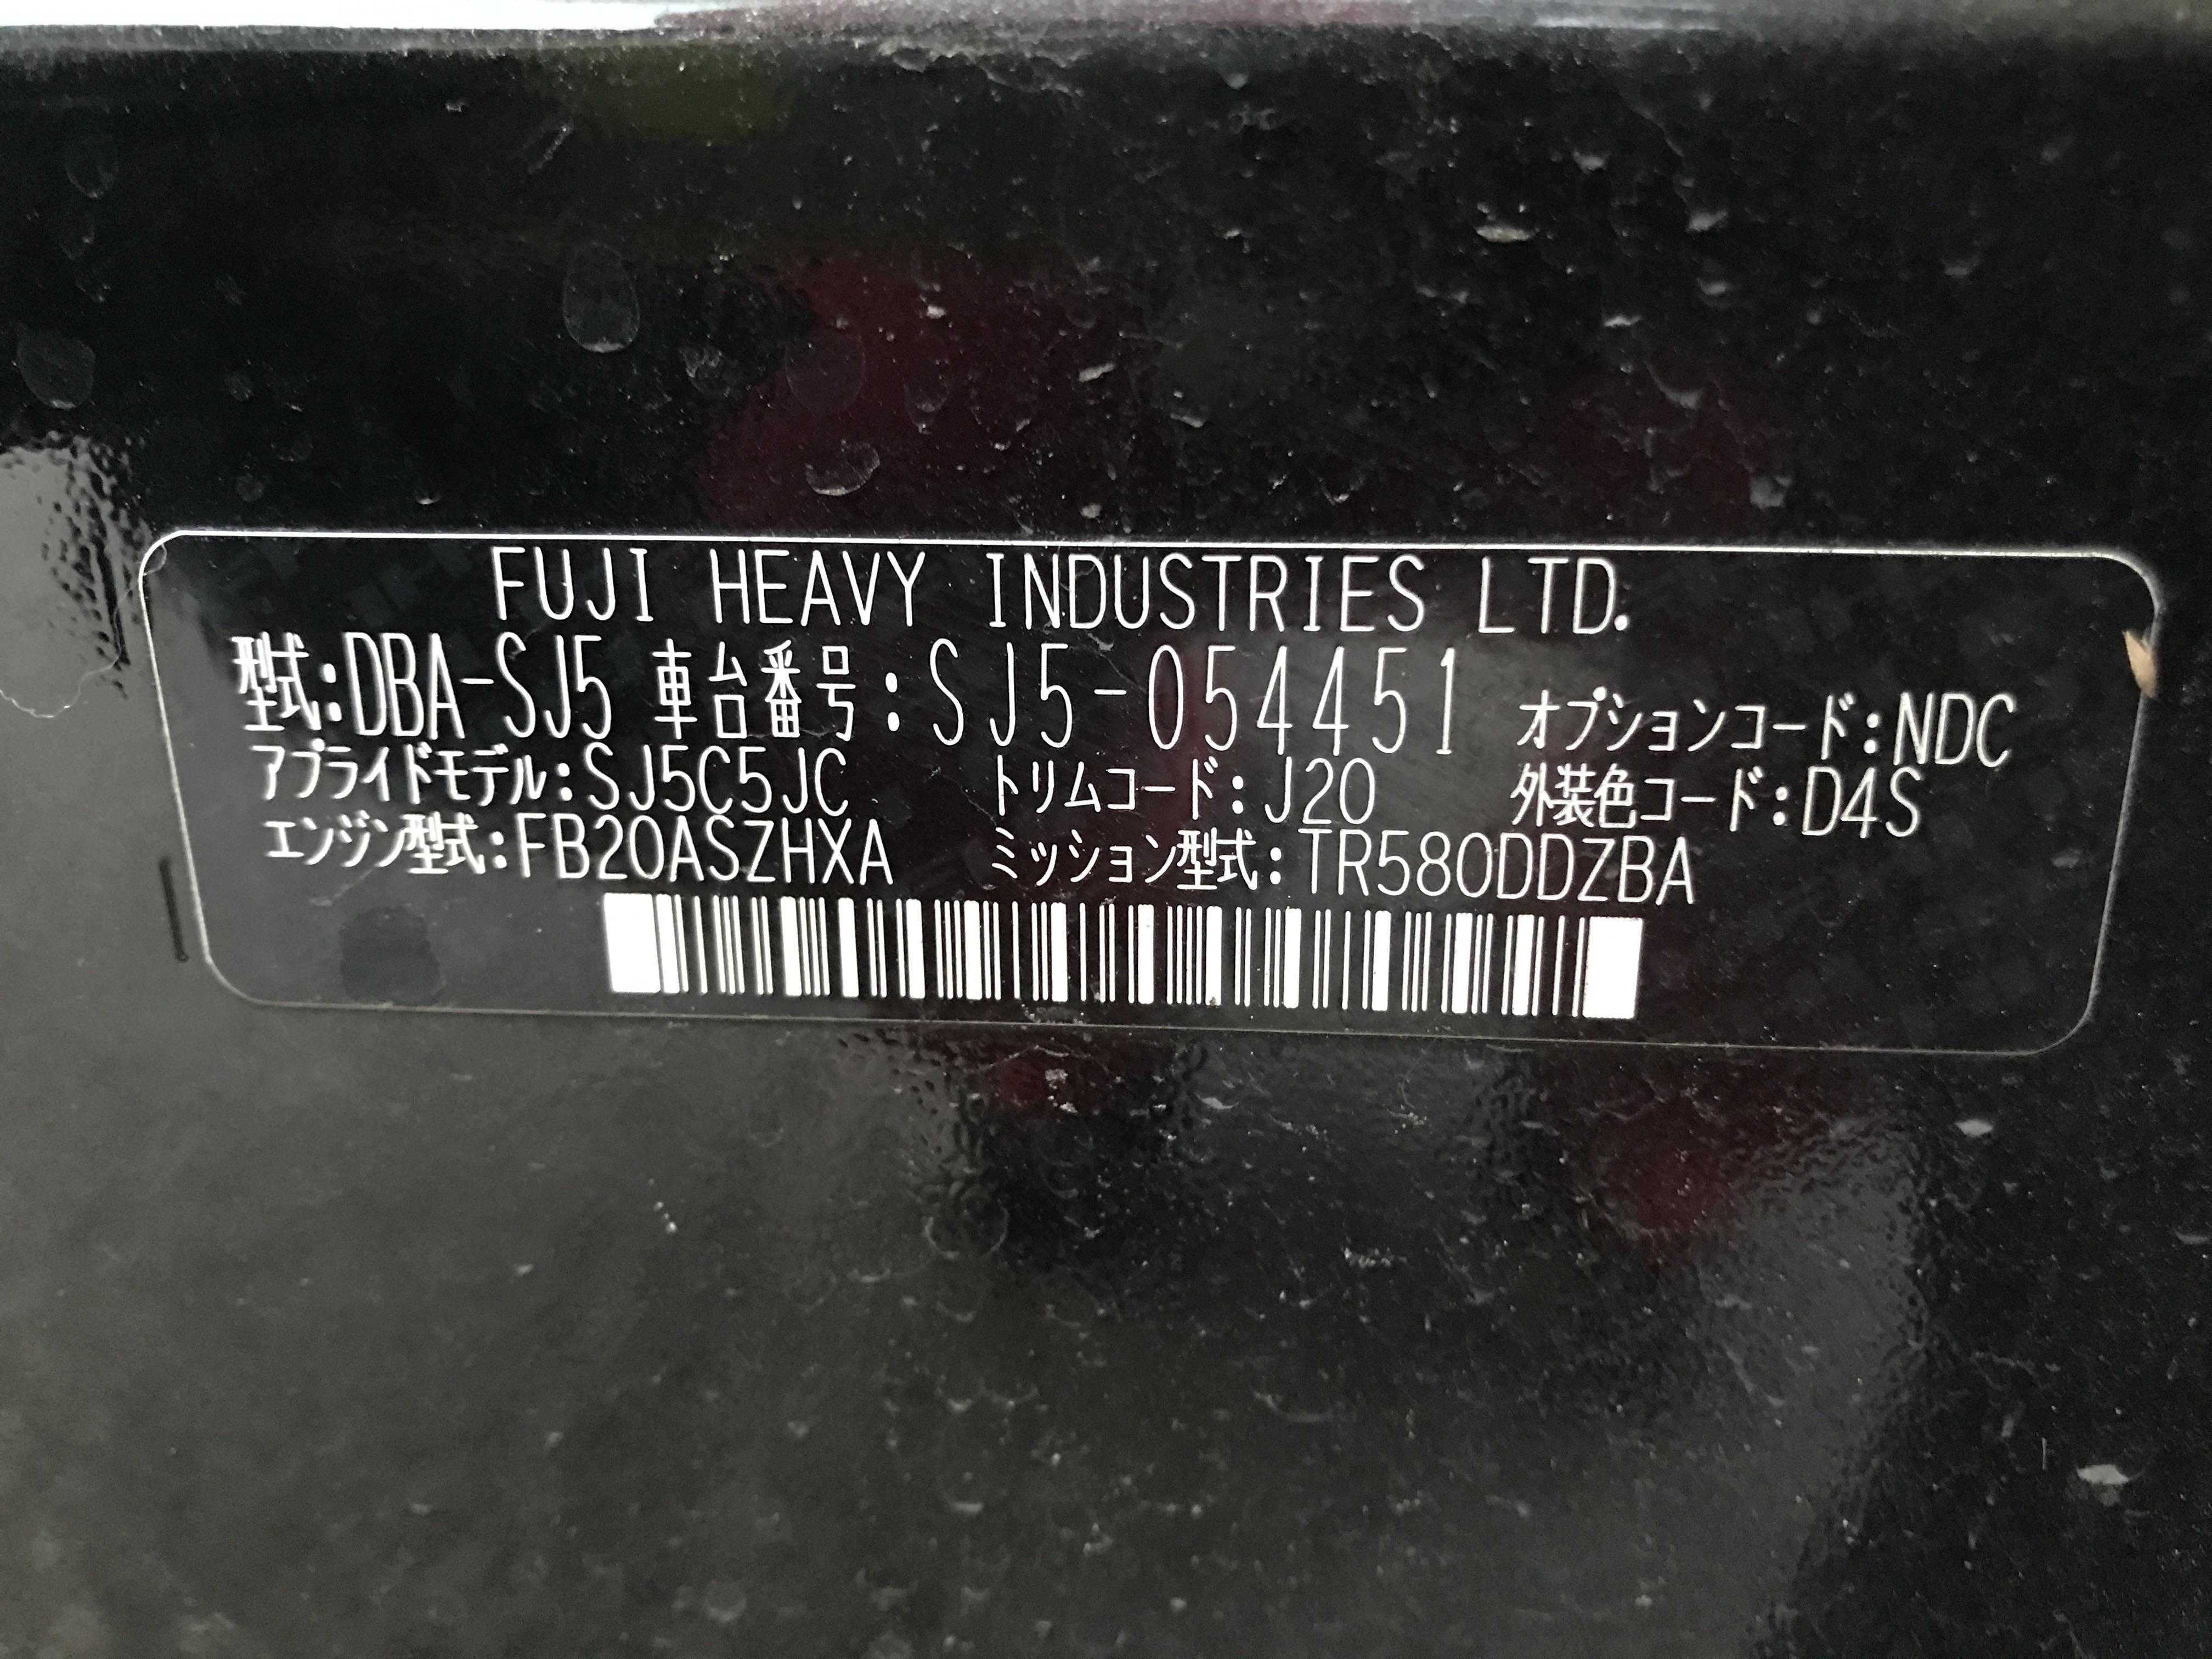 FUJI HEAVY INDUSTRIES LTD.
型式:DBA-SJ5 車台番号:SJ5-054451 オプションコード:NDC
アプライドモデル:SJ5C5JC トリムコード:J20 外装色コード:D4S
エンジン型式:FB20ASZHXA ミッション型式:TR580DDZBA